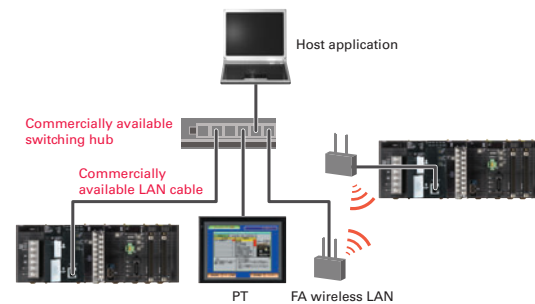 Host application
Commercially available
switching hub
Commercially
available LAN cable
PT
FA wireless LAN